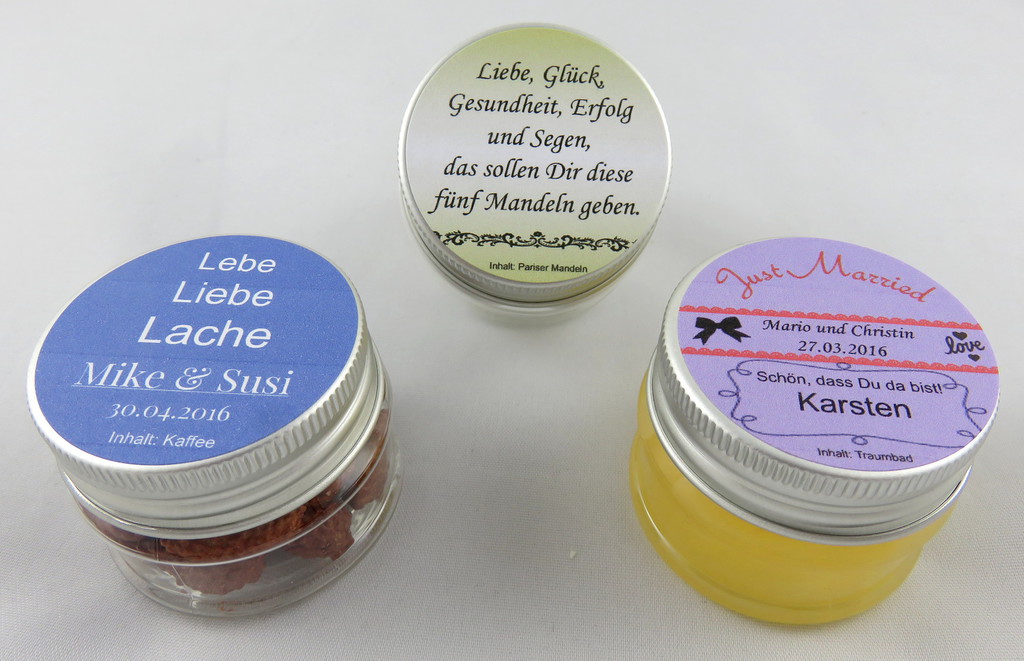 Liebe, Glück,
Gesundheit, Erfolg
und Segen,
das sollen Dir diese
fünf Mandeln geben.
Inhalt: Pariser Mandeln
Lebe
Liebe
Lache
Mike & Susi
30.04.2016
Inhalt: Kaffee
Just Married
Mario und Christin
27.03.2016
love
Schön, dass Du da bist!
Karsten
Inhalt: Traumbad